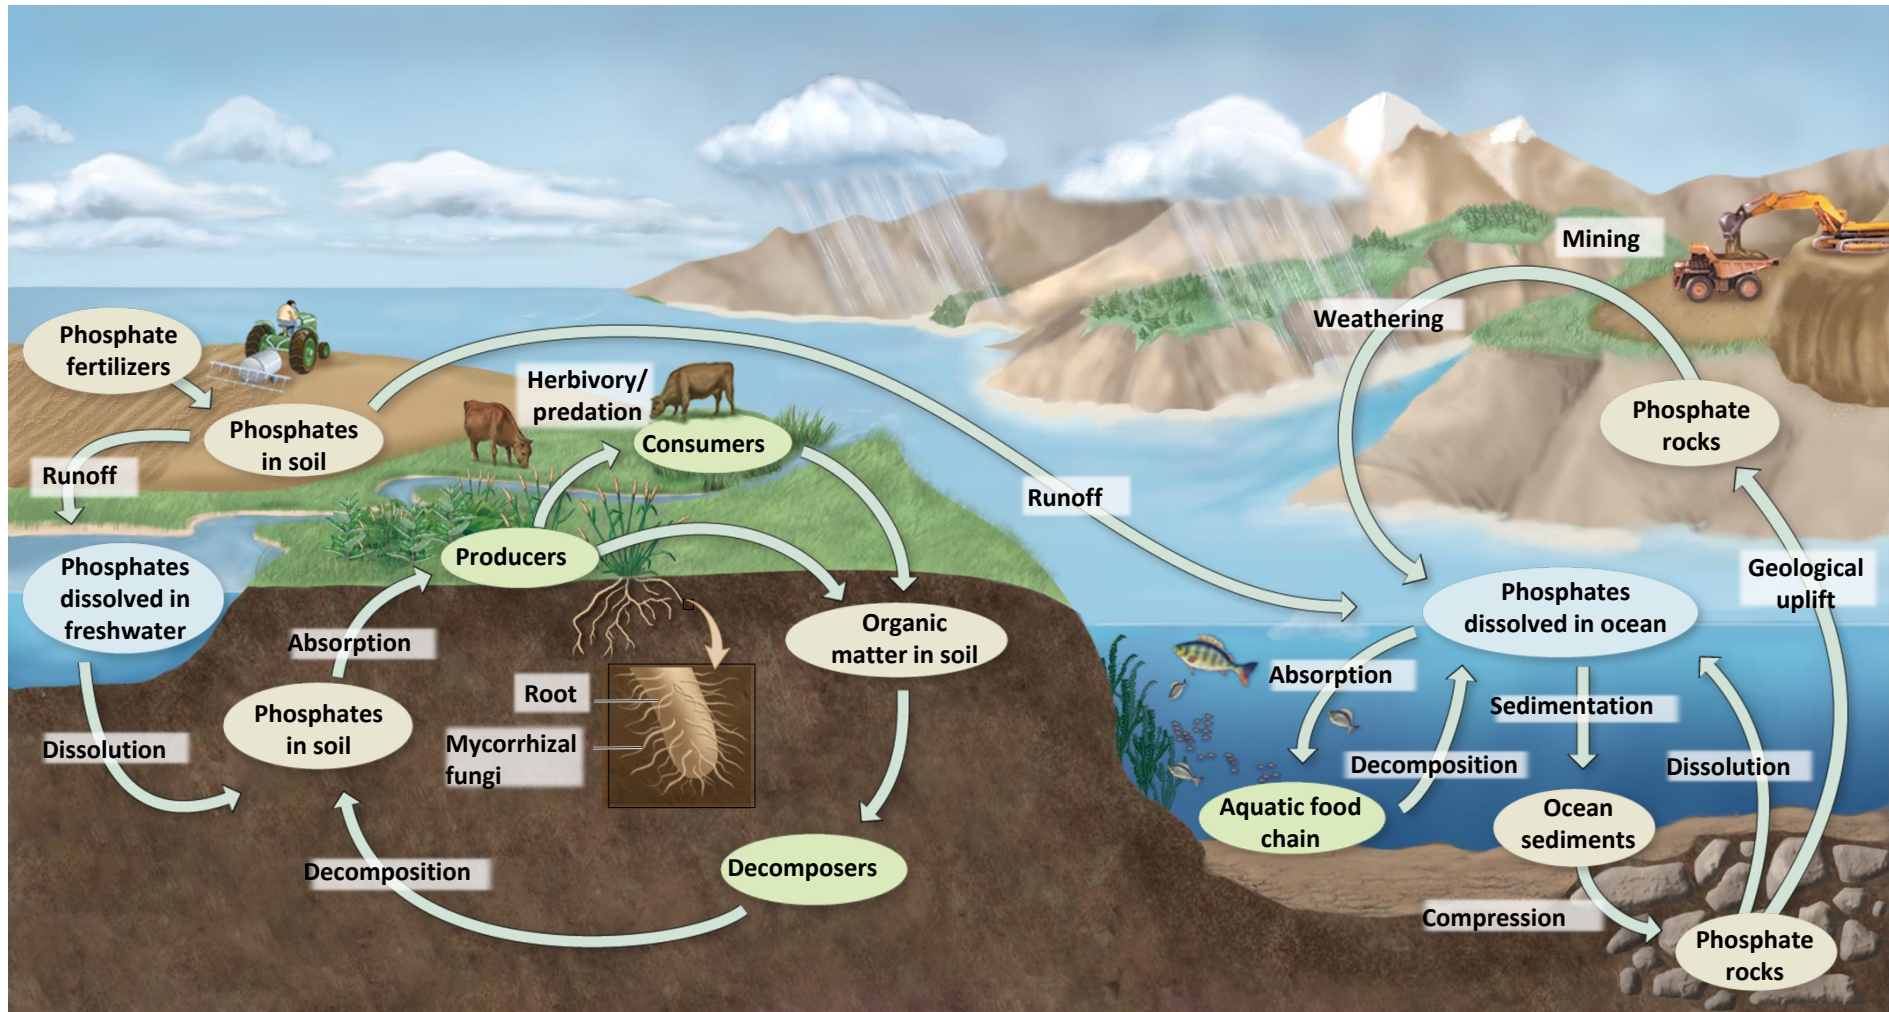 Mining
Weathering
Phosphate
fertilizers
Herbivory/
predation
Phosphates
in soil
Consumers
Phosphate
rocks
Runoff
Runoff
Producers
Phosphates
dissolved in
freshwater
Geological
uplift
Phosphates
dissolved in ocean
Absorption
Organic
matter in soil
Absorption
Root
Sedimentation
Phosphates
in soil
Mycorrhizal
fungi
Dissolution
Decomposition
Dissolution
Aquatic food
chain
Ocean
sediments
Decomposers
Decomposition
Compression
Phosphate
rocks